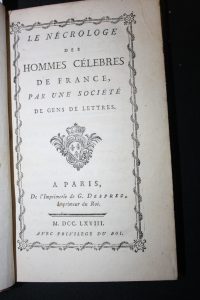 LE NÉCROLOGE
DES
HOMMES CÉLEBRES
DE FRANCE,
PAR UNE SOCIÉTÉ
DE GENS DE LETTRES.
A PARIS,
De l'Imprimerie de G. DESPREZ,
Imprimeur du Roi.
M. DCC. LXVIII.
AVEC PRIVILEGE DU ROI.